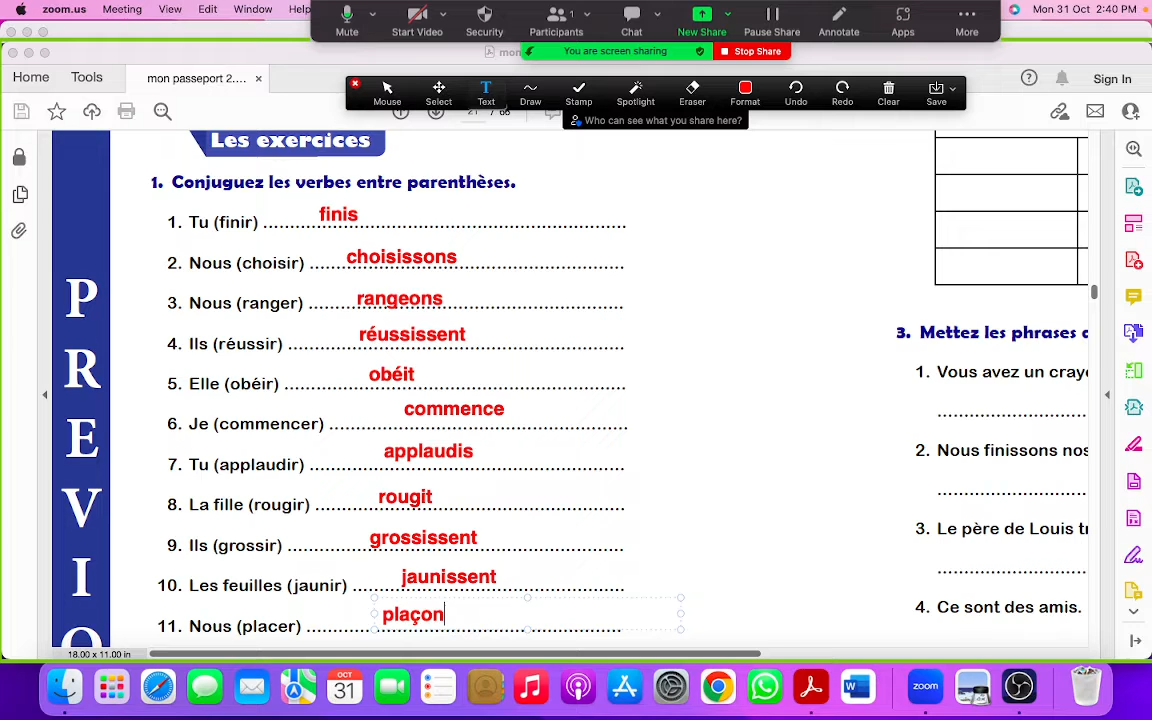 zoom.us Meeting View Edit Window Help
Mon 31 Oct 2:40 PM
Mute Start Video Security Participants 1 Chat New Share Pause Share Annotate Apps More
You are screen sharing Stop Share
Home Tools mon passeport 2.... × Sign In
Mouse Select Text Draw Stamp Spotlight Eraser Format Undo Redo Clear Save
Who can see what you share here?
Les exercices
1. Conjuguez les verbes entre parenthèses.
1. Tu (finir) finis
2. Nous (choisir) choisissons
3. Nous (ranger) rangeons
4. Ils (réussir) réussissent
5. Elle (obéir) obéit
6. Je (commencer) commence
7. Tu (applaudir) applaudis
8. La fille (rougir) rougit
9. Ils (grossir) grossissent
10. Les feuilles (jaunir) jaunissent
11. Nous (placer) plaçon
3. Mettez les phrases
1. Vous avez un
2. Nous finissons
3. Le père de Louis
4. Ce sont des amis.
P
R
E
V
I
O
18.00 x 11.00 in
OCT
31
zoom